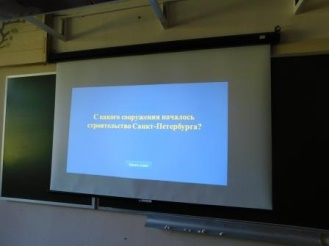 С какого сооружения началось
строительство Санкт-Петербурга?